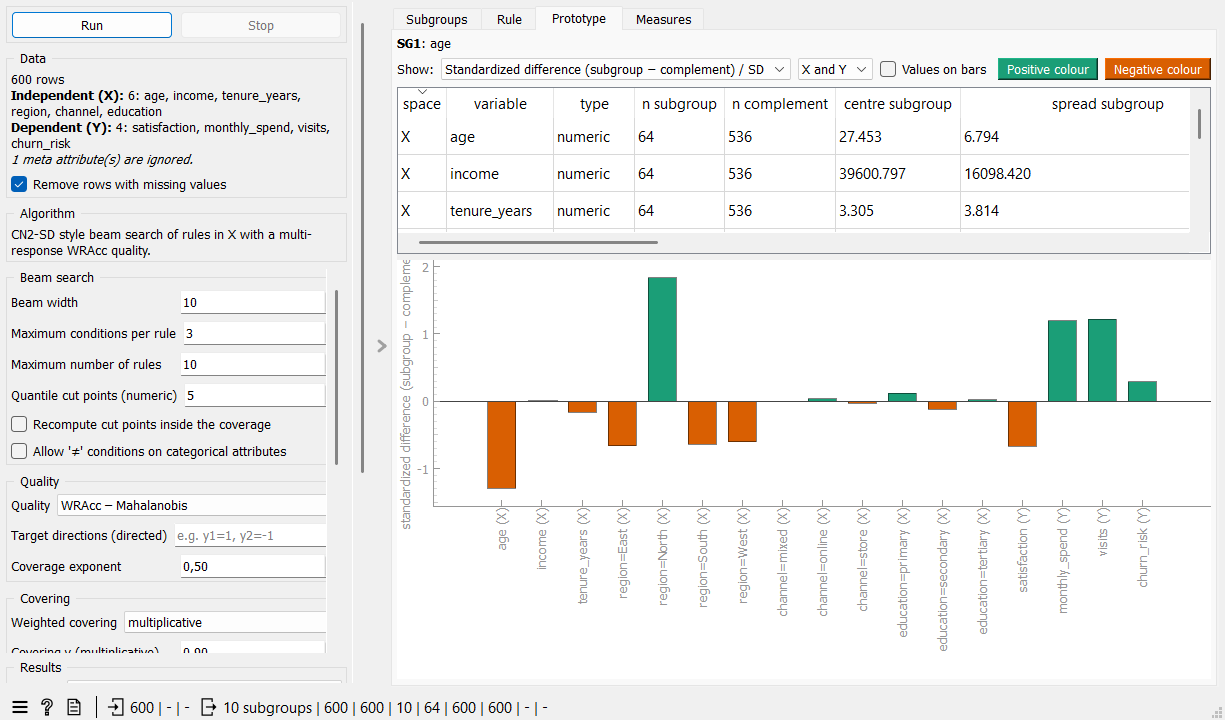 Run
Stop
Data
600 rows
Independent (X): 6: age, income, tenure_years,
region, channel, education
Dependent (Y): 4: satisfaction, monthly_spend, visits,
churn_risk
1 meta attribute(s) are ignored.
Remove rows with missing values
Algorithm
CN2-SD style beam search of rules in X with a multi-
response WRAcc quality.
Beam search
Beam width 10
Maximum conditions per rule 3
Maximum number of rules 10
Quantile cut points (numeric) 5
Recompute cut points inside the coverage
Allow '≠' conditions on categorical attributes
Quality
Quality WRAcc – Mahalanobis
Target directions (directed) e.g. y1=1, y2=-1
Coverage exponent 0,50
Covering
Weighted covering multiplicative
Covering γ (multiplicative) 0,90
Results
Subgroups Rule Prototype Measures
SG1: age
Show: Standardized difference (subgroup − complement) / SD X and Y Values on bars Positive colour Negative colour
space variable type n subgroup n complement centre subgroup spread subgroup
X age numeric 64 536 27.453 6.794
X income numeric 64 536 39600.797 16098.420
X tenure_years numeric 64 536 3.305 3.814
standardized difference (subgroup − compleme
2
1
0
-1
age (X)
income (X)
tenure_years (X)
region=East (X)
region=North (X)
region=South (X)
region=West (X)
channel=mixed (X)
channel=online (X)
channel=store (X)
education=primary (X)
education=secondary (X)
education=tertiary (X)
satisfaction (Y)
monthly_spend (Y)
visits (Y)
churn_risk (Y)
600 | - | - 10 subgroups | 600 | 600 | 10 | 64 | 600 | 600 | - | -